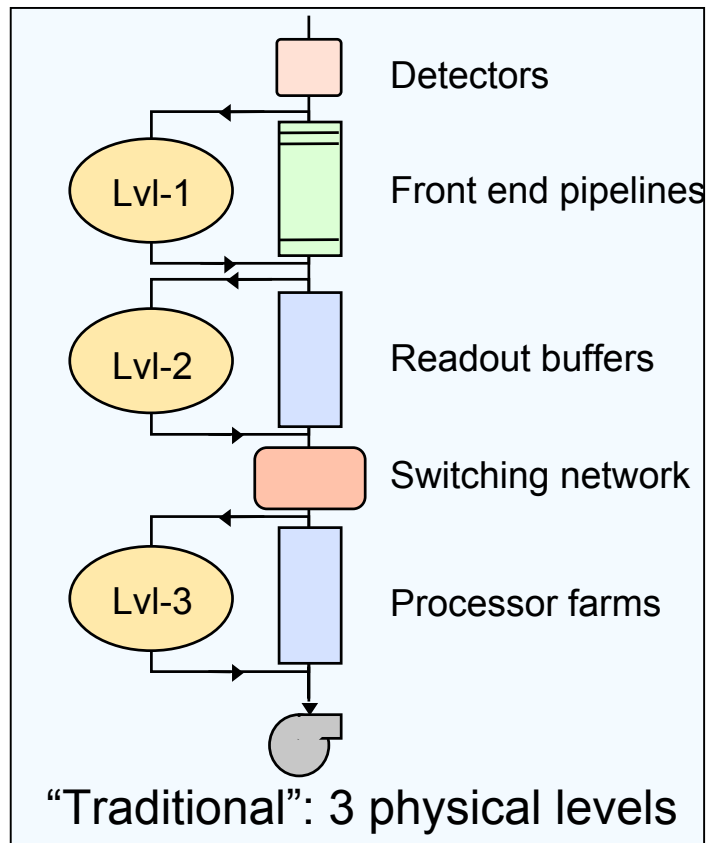 Detectors
Lvl-1
Front end pipelines
Lvl-2
Readout buffers
Switching network
Lvl-3
Processor farms
“Traditional”: 3 physical levels